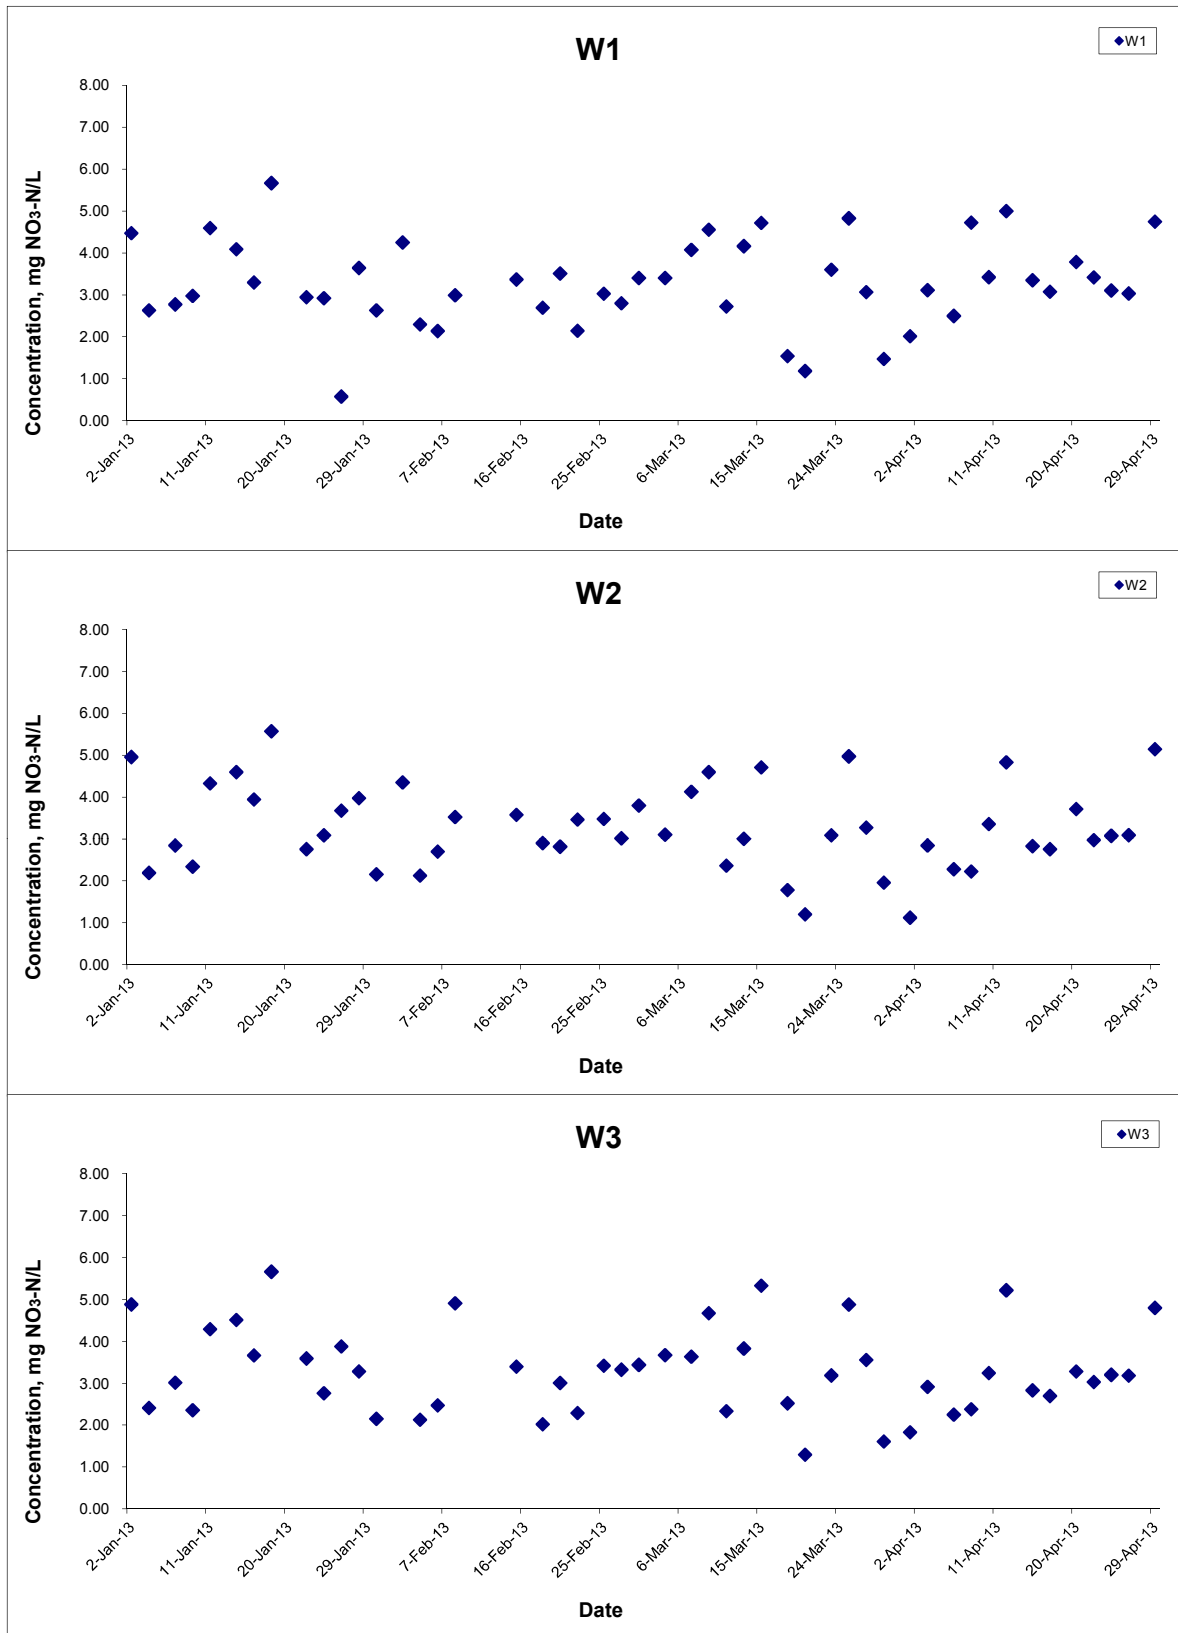 W1
W1
8.00
7.00
6.00
5.00
4.00
3.00
2.00
1.00
0.00
Concentration, mg NO3-N/L
2-Jan-13
11-Jan-13
20-Jan-13
29-Jan-13
7-Feb-13
16-Feb-13
25-Feb-13
6-Mar-13
15-Mar-13
24-Mar-13
2-Apr-13
11-Apr-13
20-Apr-13
29-Apr-13
Date
W2
W2
8.00
7.00
6.00
5.00
4.00
3.00
2.00
1.00
0.00
Concentration, mg NO3-N/L
2-Jan-13
11-Jan-13
20-Jan-13
29-Jan-13
7-Feb-13
16-Feb-13
25-Feb-13
6-Mar-13
15-Mar-13
24-Mar-13
2-Apr-13
11-Apr-13
20-Apr-13
29-Apr-13
Date
W3
W3
8.00
7.00
6.00
5.00
4.00
3.00
2.00
1.00
0.00
Concentration, mg NO3-N/L
2-Jan-13
11-Jan-13
20-Jan-13
29-Jan-13
7-Feb-13
16-Feb-13
25-Feb-13
6-Mar-13
15-Mar-13
24-Mar-13
2-Apr-13
11-Apr-13
20-Apr-13
29-Apr-13
Date